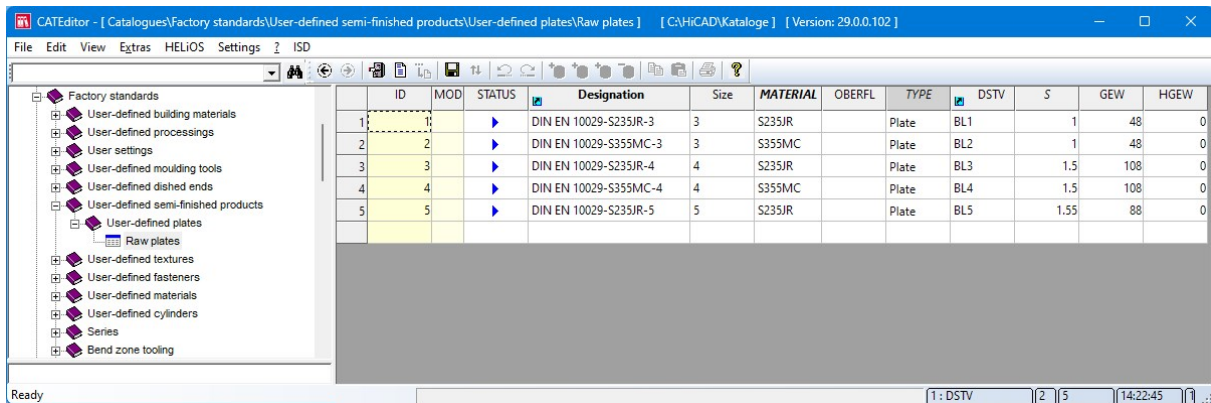 CATEditor - [ Catalogues\Factory standards\User-defined semi-finished products\User-defined plates\Raw plates ] [ C:\HiCAD\Kataloge ] [ Version: 29.0.0.102 ]
File Edit View Extras HELiOS Settings ? ISD
Factory standards
User-defined building materials
User-defined processings
User settings
User-defined moulding tools
User-defined dished ends
User-defined semi-finished products
User-defined plates
Raw plates
User-defined textures
User-defined fasteners
User-defined materials
User-defined cylinders
Series
Bend zone tooling
ID MOD STATUS Designation Size MATERIAL OBERFL TYPE DSTV S GEW HGEW
1 1 DIN EN 10029-S235JR-3 3 S235JR Plate BL1 1 48 0
2 2 DIN EN 10029-S355MC-3 3 S355MC Plate BL2 1 48 0
3 3 DIN EN 10029-S235JR-4 4 S235JR Plate BL3 1.5 108 0
4 4 DIN EN 10029-S355MC-4 4 S355MC Plate BL4 1.5 108 0
5 5 DIN EN 10029-S235JR-5 5 S235JR Plate BL5 1.55 88 0
Ready 1 : DSTV 2 5 14:22:45 1